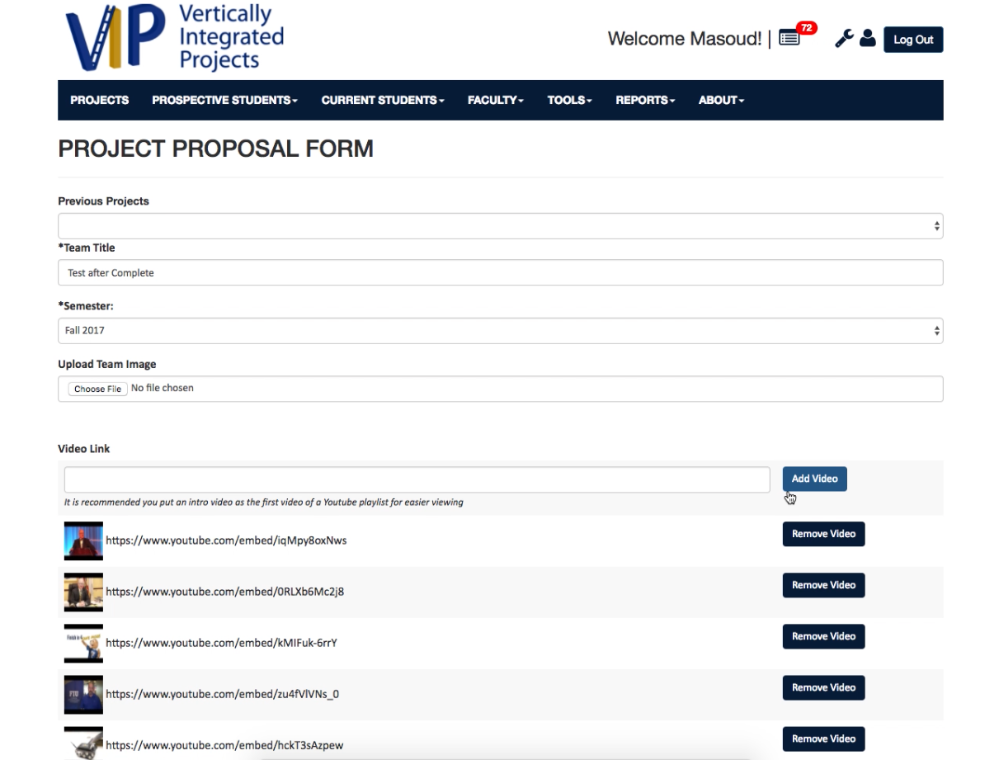 VIP
Vertically
Integrated
Projects
Welcome Masoud! | 72 Log Out
PROJECTS PROSPECTIVE STUDENTS CURRENT STUDENTS FACULTY TOOLS REPORTS ABOUT
PROJECT PROPOSAL FORM
Previous Projects
*Team Title
Test after Complete
*Semester:
Fall 2017
Upload Team Image
Choose File No file chosen
Video Link
Add Video
It is recommended you put an intro video as the first video of a Youtube playlist for easier viewing
https://www.youtube.com/embed/iqMpy8oxNws Remove Video
https://www.youtube.com/embed/0RLXb6Mc2j8 Remove Video
https://www.youtube.com/embed/kMIFuk-6rrY Remove Video
https://www.youtube.com/embed/zu4fVlVNs_0 Remove Video
https://www.youtube.com/embed/hckT3sAzpew Remove Video